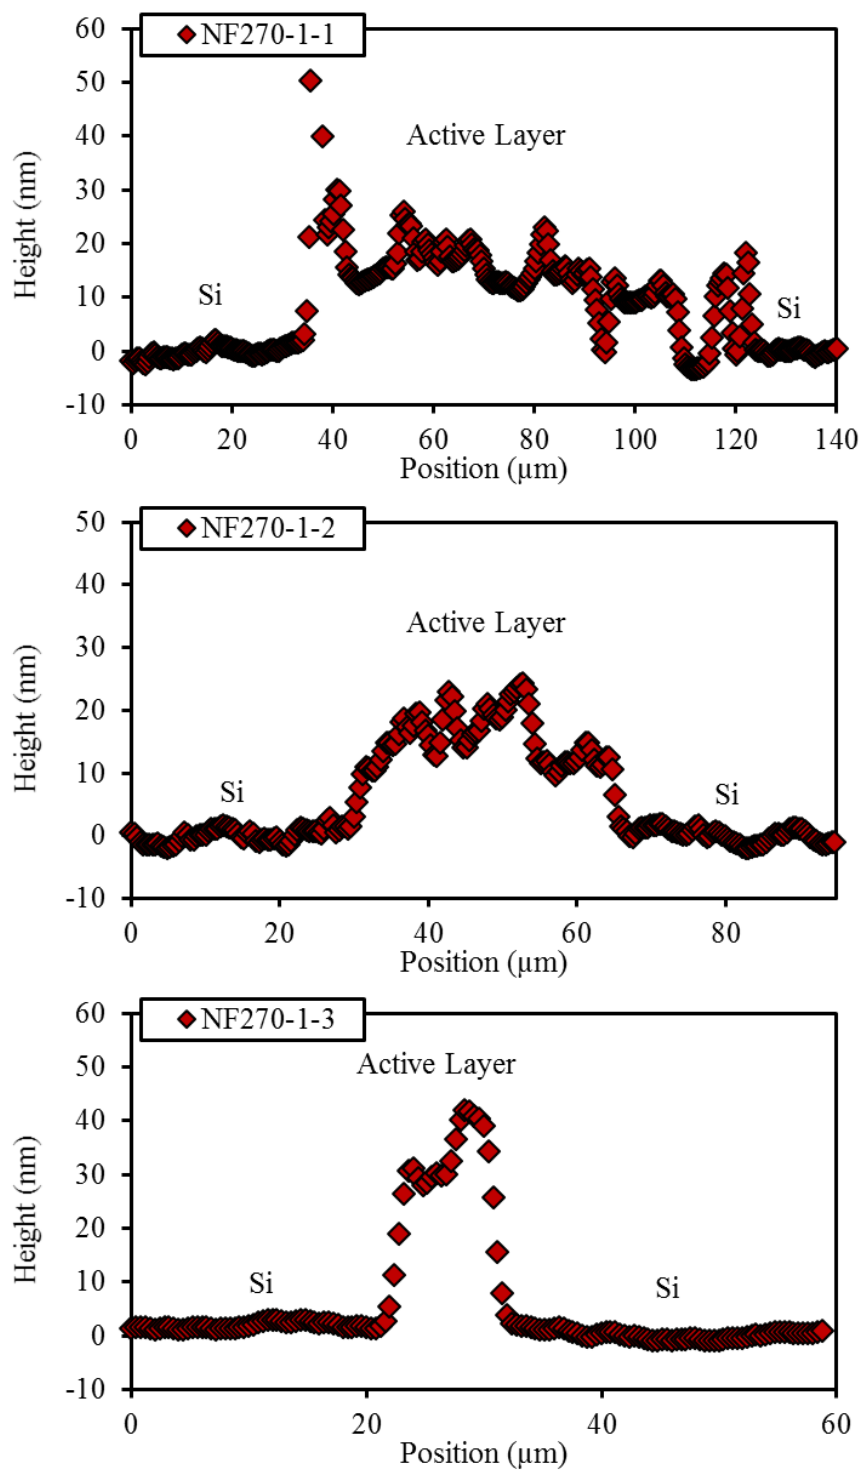 60
NF270-1-1
50
40
Active Layer
30
Height (nm)
20
Si
Si
10
0
-10
0 20 40 60 80 100 120 140
Position (µm)
50
NF270-1-2
40
Active Layer
30
Height (nm)
20
10
Si
Si
0
-10
0 20 40 60 80
Position (µm)
60
NF270-1-3
Active Layer
50
40
30
Height (nm)
20
10
Si
Si
0
-10
0 20 40 60
Position (µm)